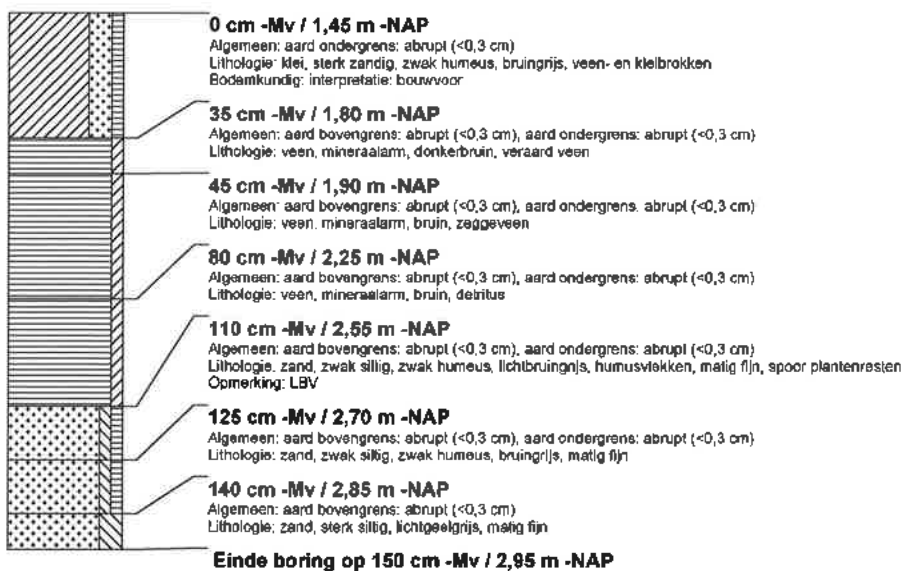 0 cm -Mv / 1,45 m -NAP
Algemeen: aard ondergrens: abrupt (<0,3 cm)
Lithologie: klei, sterk zandig, zwak humeus, bruingrijs, veen- en kleibrokken
Bodemkundig: interpretatie: bouwvoor
35 cm -Mv / 1,80 m -NAP
Algemeen: aard bovengrens: abrupt (<0,3 cm), aard ondergrens: abrupt (<0,3 cm)
Lithologie: veen, mineraalarm, donkerbruin, veraard veen
45 cm -Mv / 1,90 m -NAP
Algemeen: aard bovengrens: abrupt (<0,3 cm), aard ondergrens: abrupt (<0,3 cm)
Lithologie: veen, mineraalarm, bruin, zeggeveen
80 cm -Mv / 2,25 m -NAP
Algemeen: aard bovengrens: abrupt (<0,3 cm), aard ondergrens: abrupt (<0,3 cm)
Lithologie: veen, mineraalarm, bruin, detritus
110 cm -Mv / 2,55 m -NAP
Algemeen: aard bovengrens: abrupt (<0,3 cm), aard ondergrens: abrupt (<0,3 cm)
Lithologie: zand, zwak siltig, zwak humeus, lichtbruingrijs, humusvlekken, matig fijn, spoor plantenresten
Opmerking: LBV
125 cm -Mv / 2,70 m -NAP
Algemeen: aard bovengrens: abrupt (<0,3 cm), aard ondergrens: abrupt (<0,3 cm)
Lithologie: zand, zwak siltig, zwak humeus, bruingrijs, matig fijn
140 cm -Mv / 2,85 m -NAP
Algemeen: aard bovengrens: abrupt (<0,3 cm)
Lithologie: zand, sterk siltig, lichtgeelgrijs, matig fijn
Einde boring op 150 cm -Mv / 2,95 m -NAP